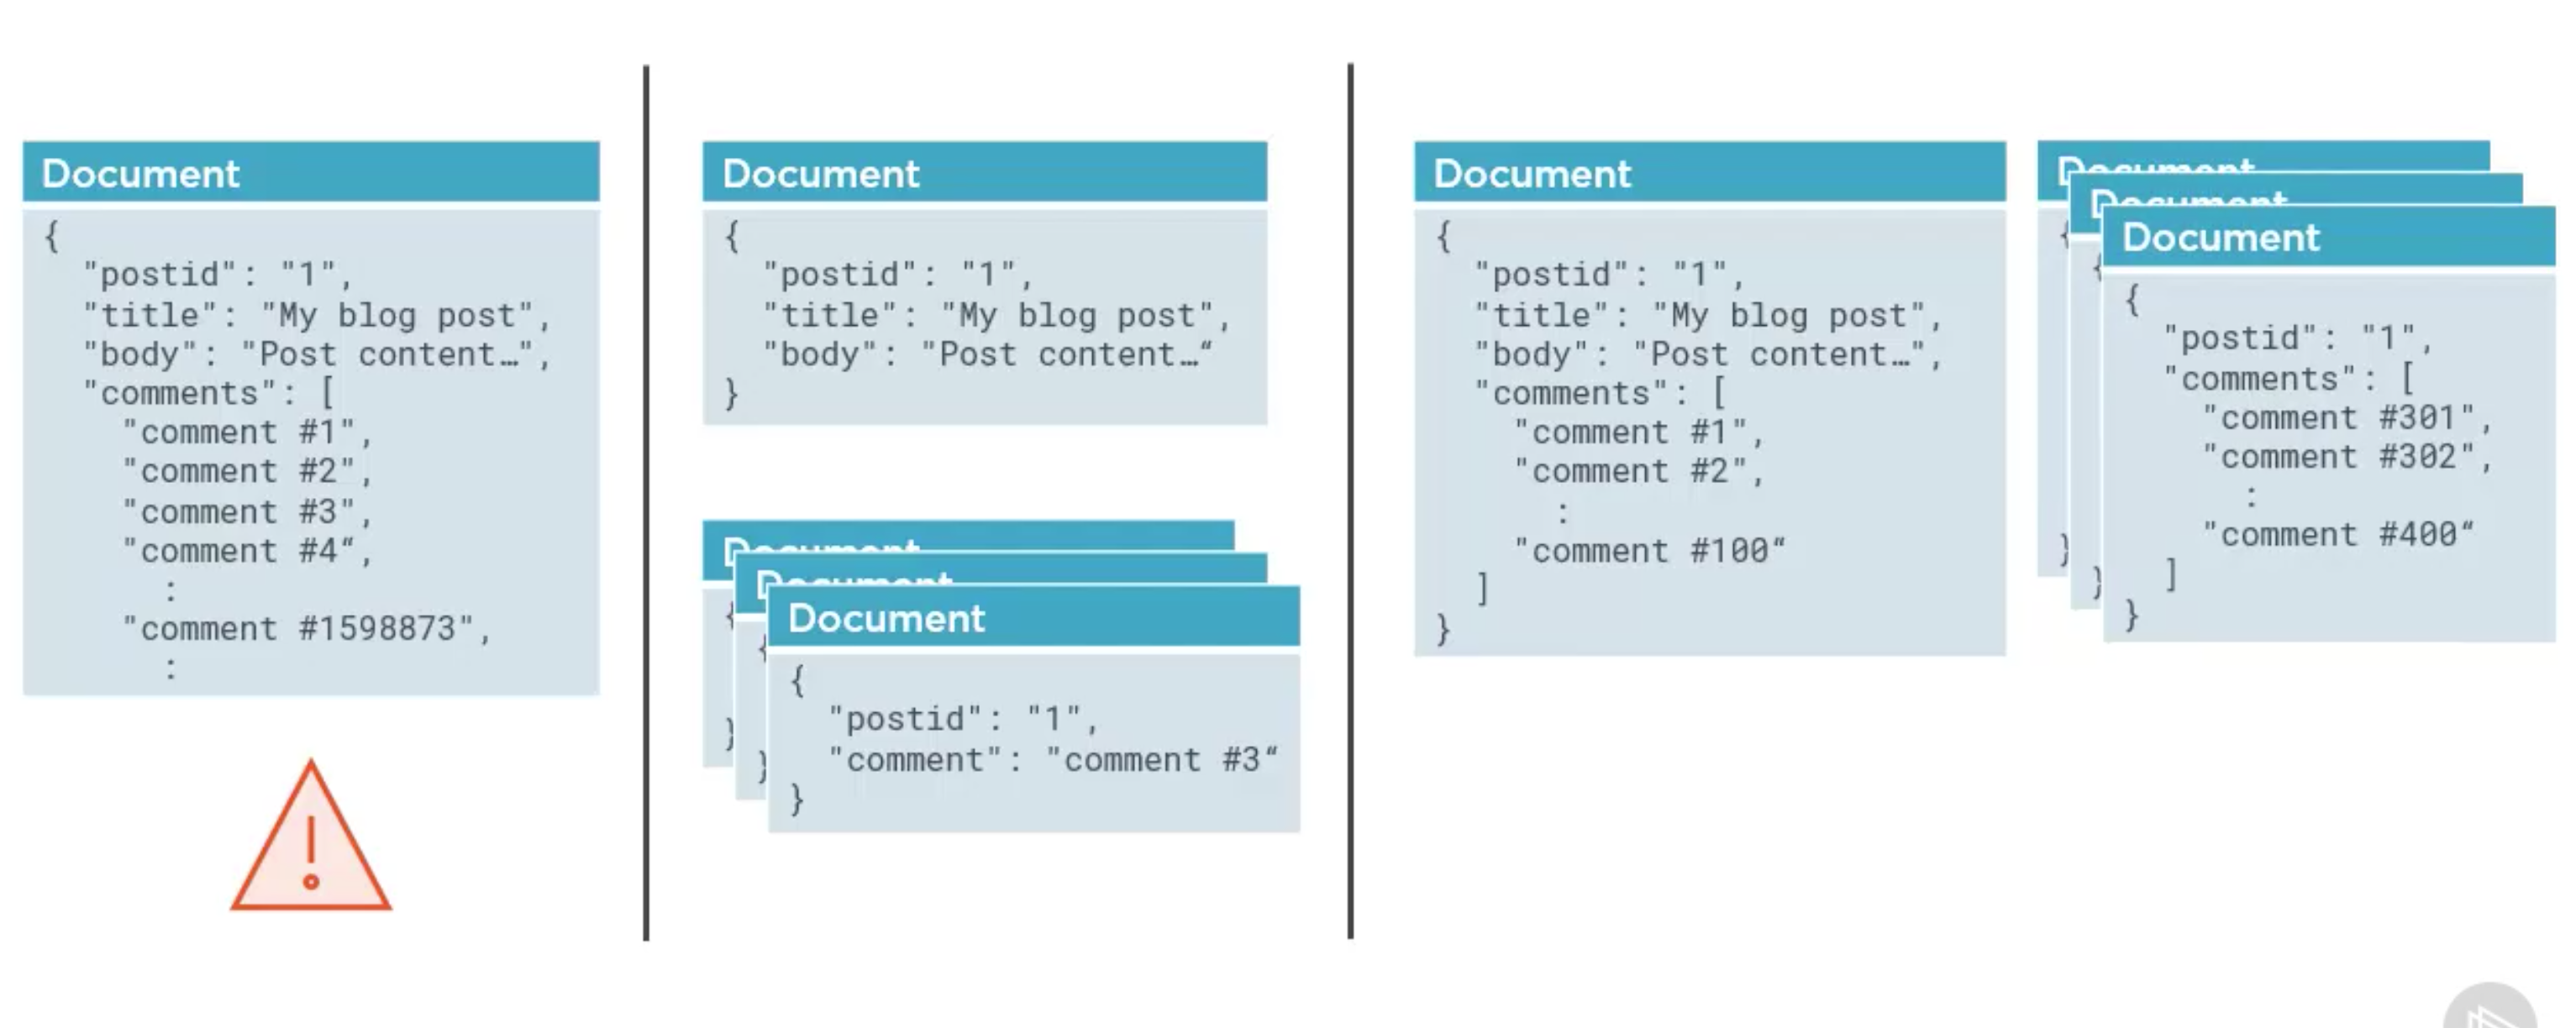 Document
{
"postid": "1",
"title": "My blog post",
"body": "Post content…",
"comments": [
"comment #1",
"comment #2",
"comment #3",
"comment #4“,
:
"comment #1598873",
:
Document
{
"postid": "1",
"title": "My blog post",
"body": "Post content…“
}
Document
{
}
Document
{
}
Document
{
"postid": "1",
"comment": "comment #3“
}
Document
{
"postid": "1",
"title": "My blog post",
"body": "Post content…",
"comments": [
"comment #1",
"comment #2",
:
"comment #100“
]
}
Document
{
}
Document
{
}
Document
{
"postid": "1",
"comments": [
"comment #301",
"comment #302",
:
"comment #400“
]
}